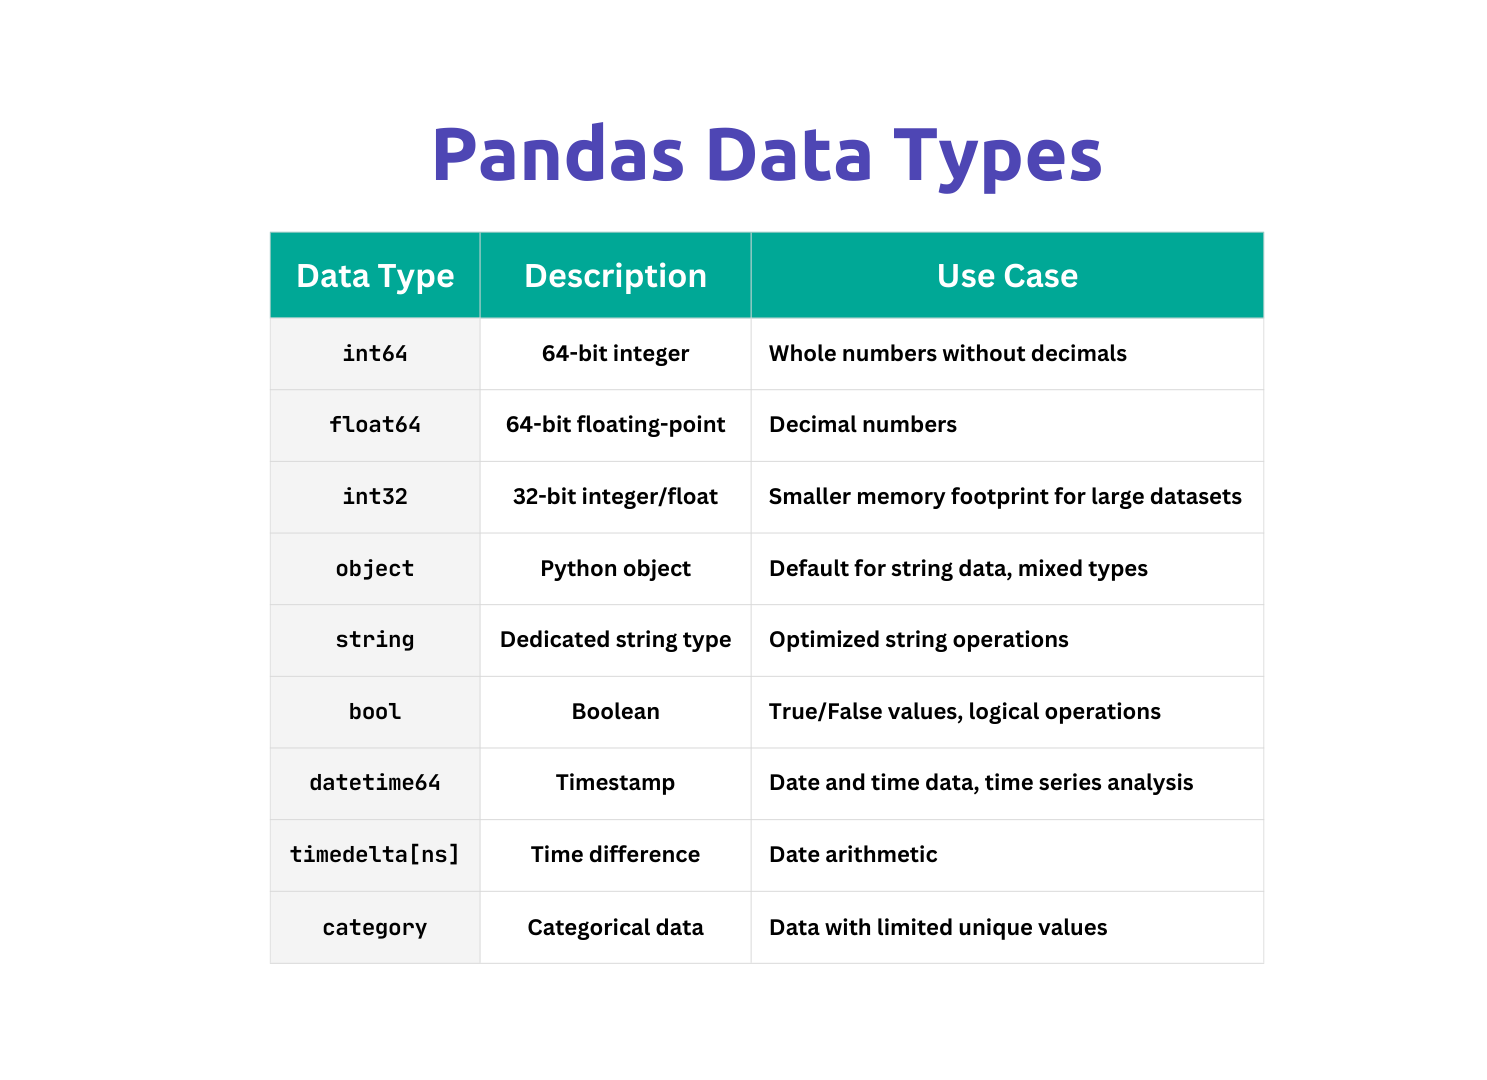 Pandas Data Types
Data Type Description Use Case
int64 64-bit integer Whole numbers without decimals
float64 64-bit floating-point Decimal numbers
int32 32-bit integer/float Smaller memory footprint for large datasets
object Python object Default for string data, mixed types
string Dedicated string type Optimized string operations
bool Boolean True/False values, logical operations
datetime64 Timestamp Date and time data, time series analysis
timedelta[ns] Time difference Date arithmetic
category Categorical data Data with limited unique values